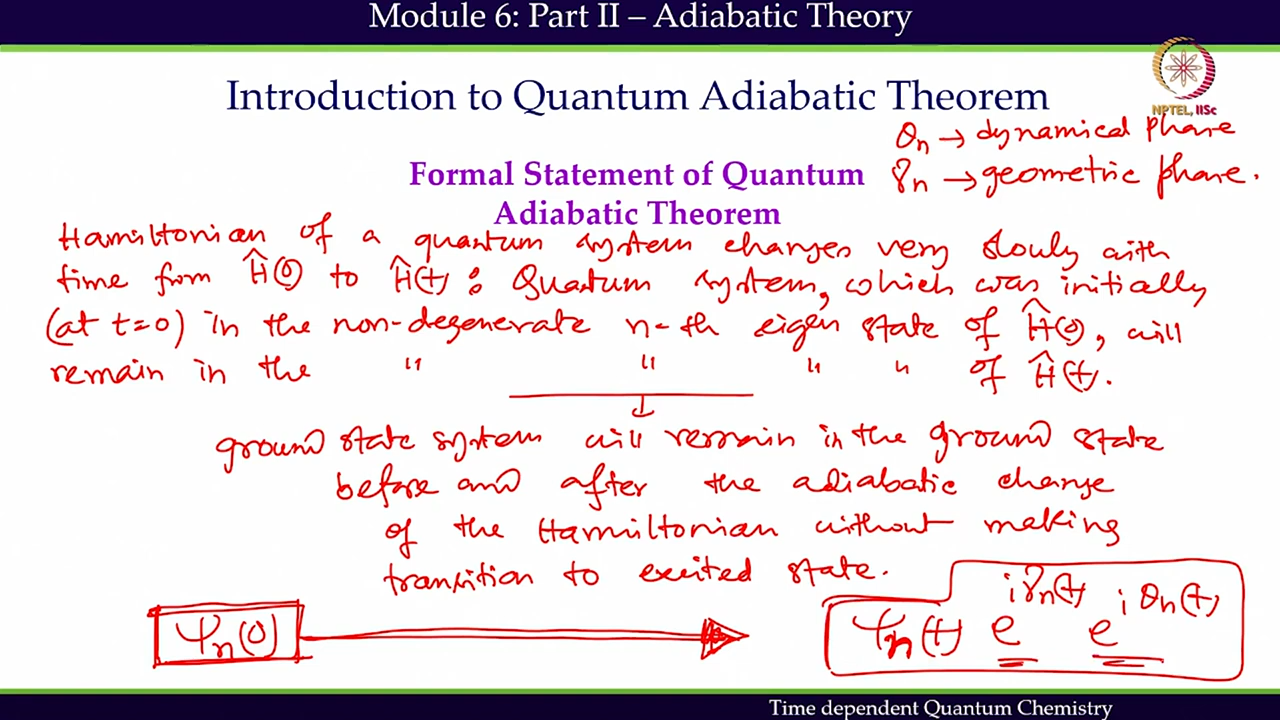 Module 6: Part II – Adiabatic Theory
NPTEL, IISc
Introduction to Quantum Adiabatic Theorem
θn → dynamical phase
γn → geometric phase.
Formal Statement of Quantum
Adiabatic Theorem
Hamiltonian of a quantum system changes very slowly with
time from Ĥ(0) to Ĥ(t) : Quantum system, which was initially
(at t=0) in the non-degenerate n-th eigen state of Ĥ(0), will
remain in the " " " " of Ĥ(t).
ground state system will remain in the ground state
before and after the adiabatic change
of the Hamiltonian without making
transition to excited state.
ψn(0) → ψn(t) e^{iγn(t)} e^{iθn(t)}
Time dependent Quantum Chemistry